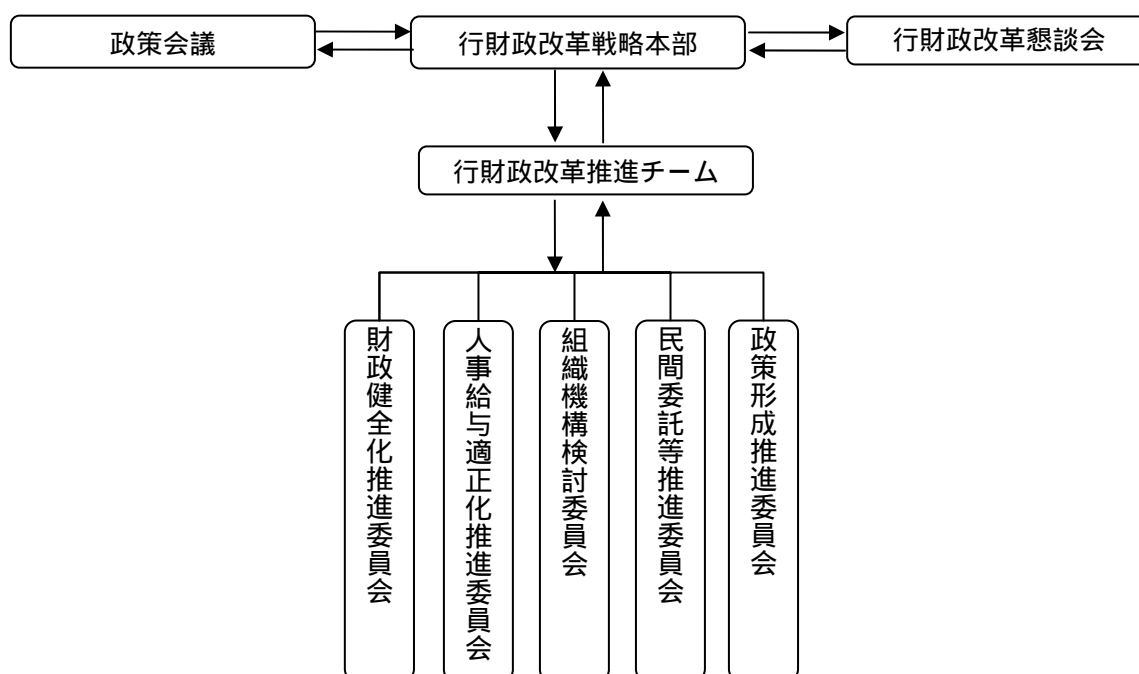 政策会議
行財政改革戦略本部
行財政改革懇談会
行財政改革推進チーム
財政健全化推進委員会
人事給与適正化推進委員会
組織機構検討委員会
民間委託等推進委員会
政策形成推進委員会